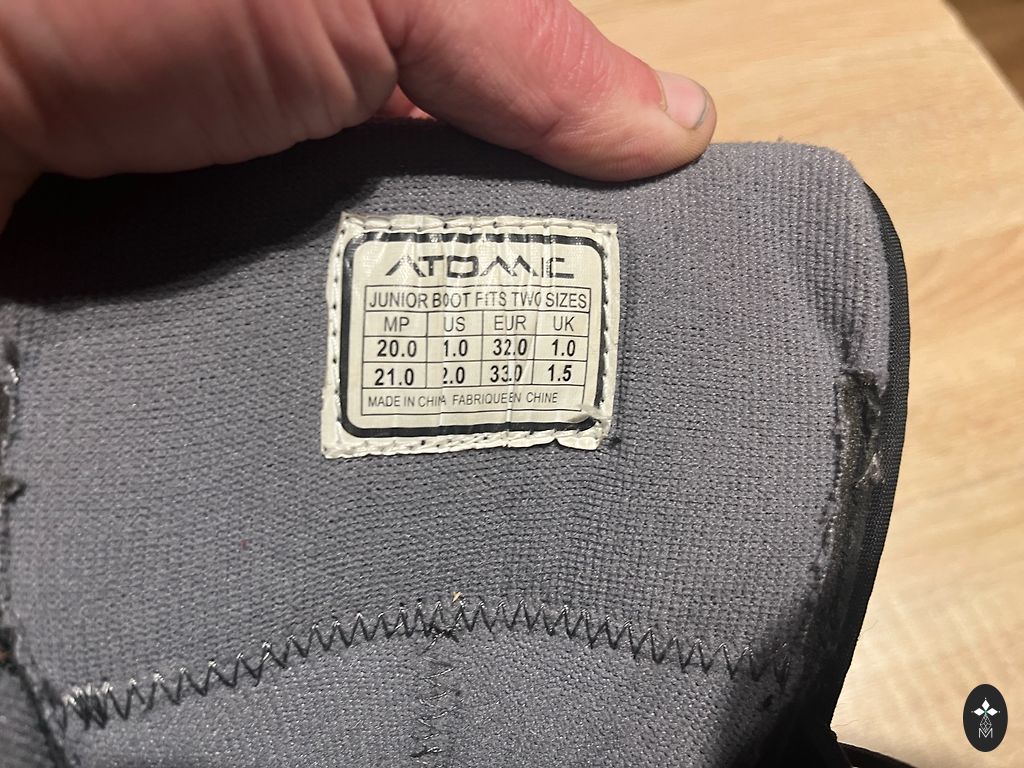 ATOMIC
JUNIOR BOOT FITS TWO SIZES
MP US EUR UK
20.0 1.0 32.0 1.0
21.0 2.0 33.0 1.5
MADE IN CHINA FABRIQUE EN CHINE
M